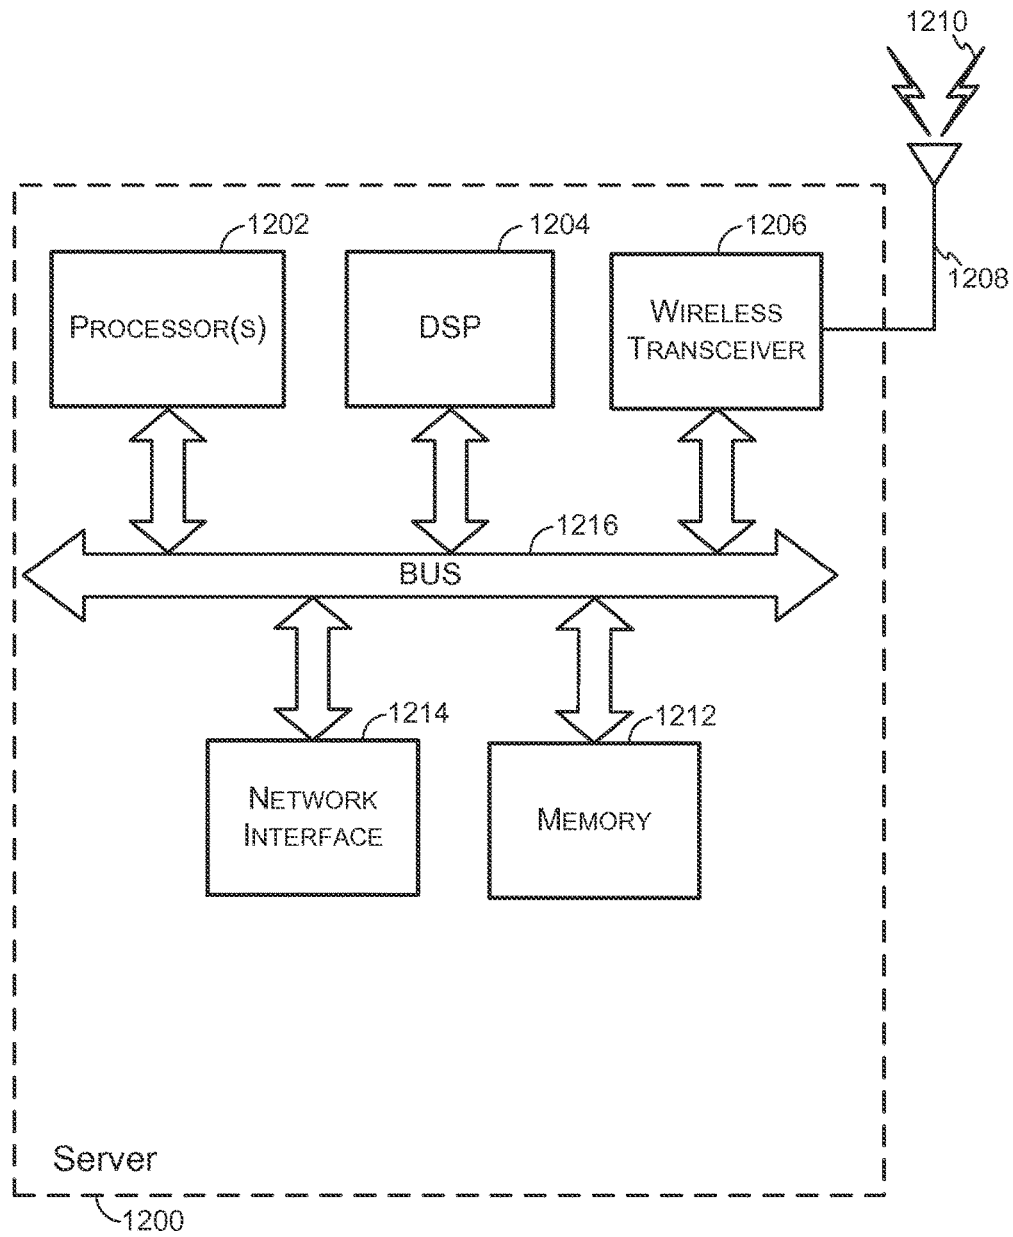 1210
1202
1204
1206
1208
PROCESSOR(S)
DSP
WIRELESS
TRANSCEIVER
1216
BUS
1214
1212
NETWORK
INTERFACE
MEMORY
Server
1200